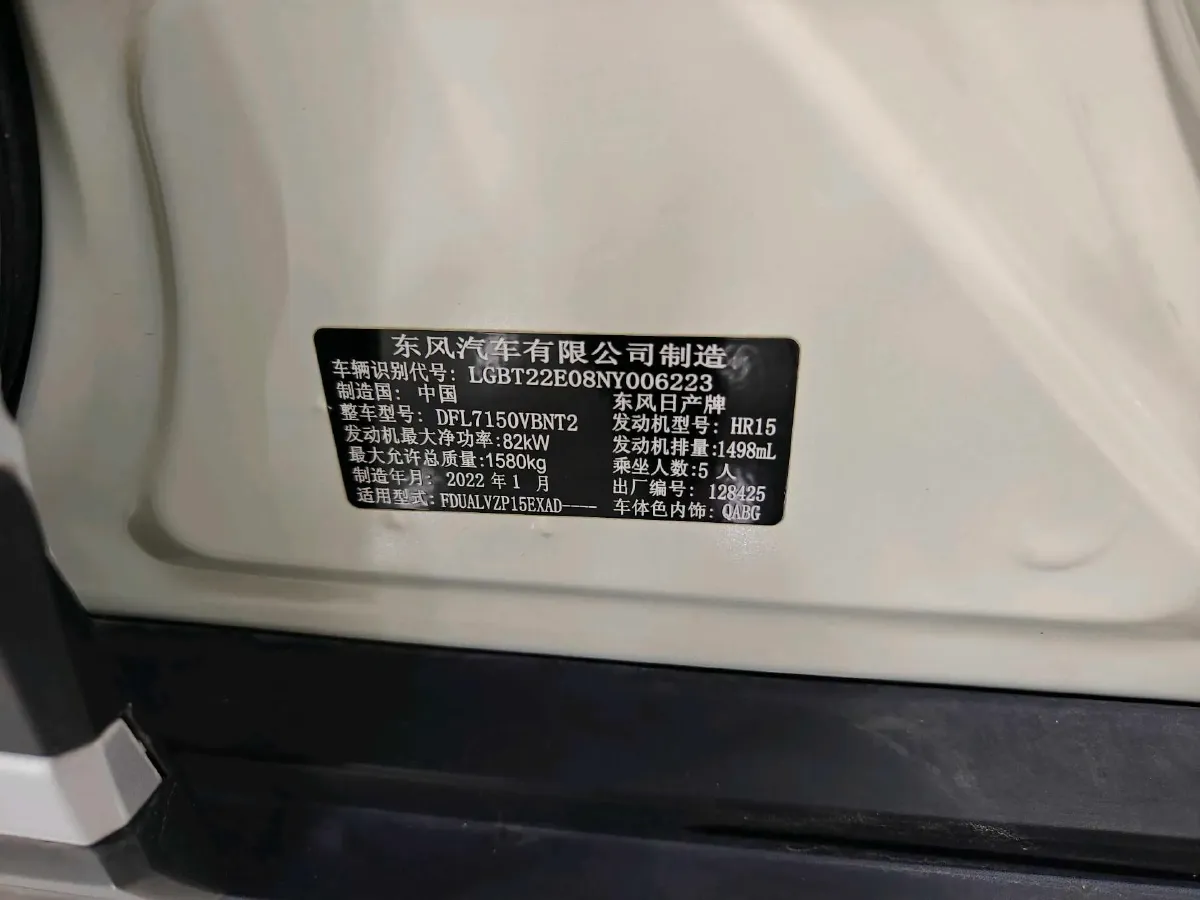 东风汽车有限公司制造
车辆识别代号: LGBT22E08NY006223
制造国: 中国 东风日产牌
整车型号: DFL7150VBNT2 发动机型号: HR15
发动机最大净功率:82kW 发动机排量:1498mL
最大允许总质量:1580kg 乘坐人数:5 人
制造年月: 2022 年 1 月 出厂编号: 128425
适用型式: FDUALVZP15EXAD---- 车体色内饰: QABG